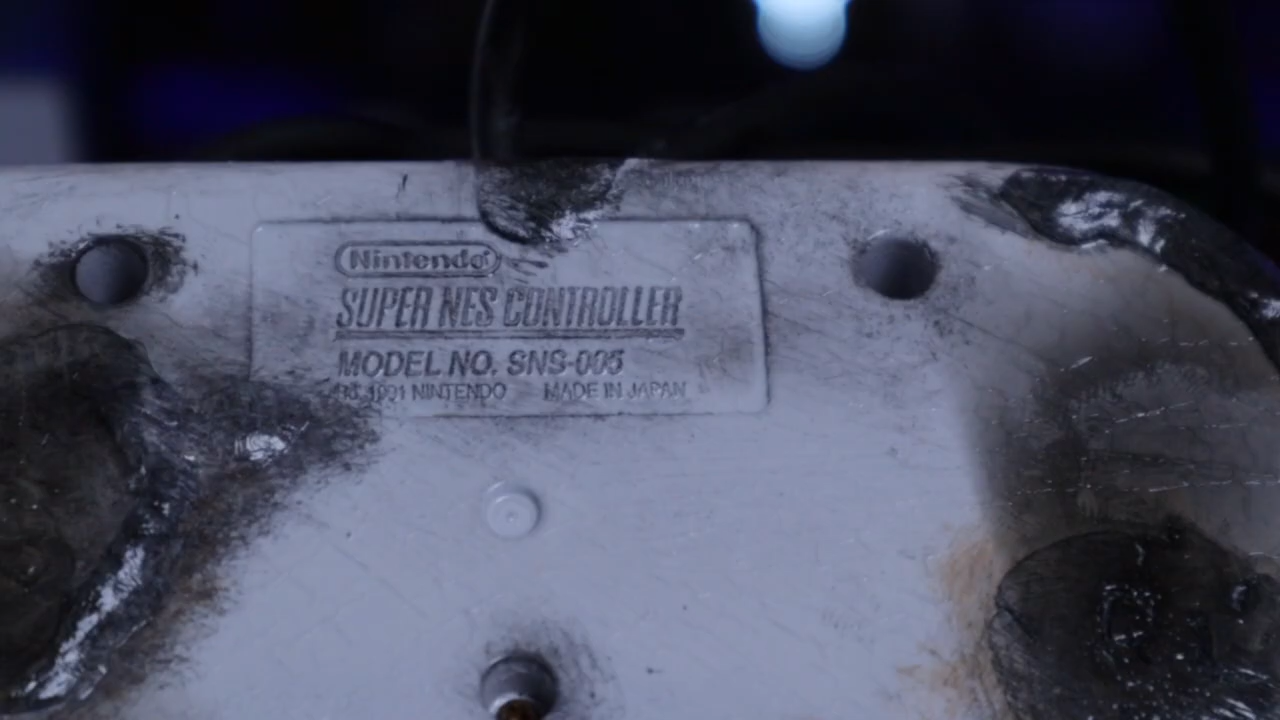 Nintendo
SUPER NES CONTROLLER
MODEL NO. SNS-005
1991 NINTENDO MADE IN JAPAN